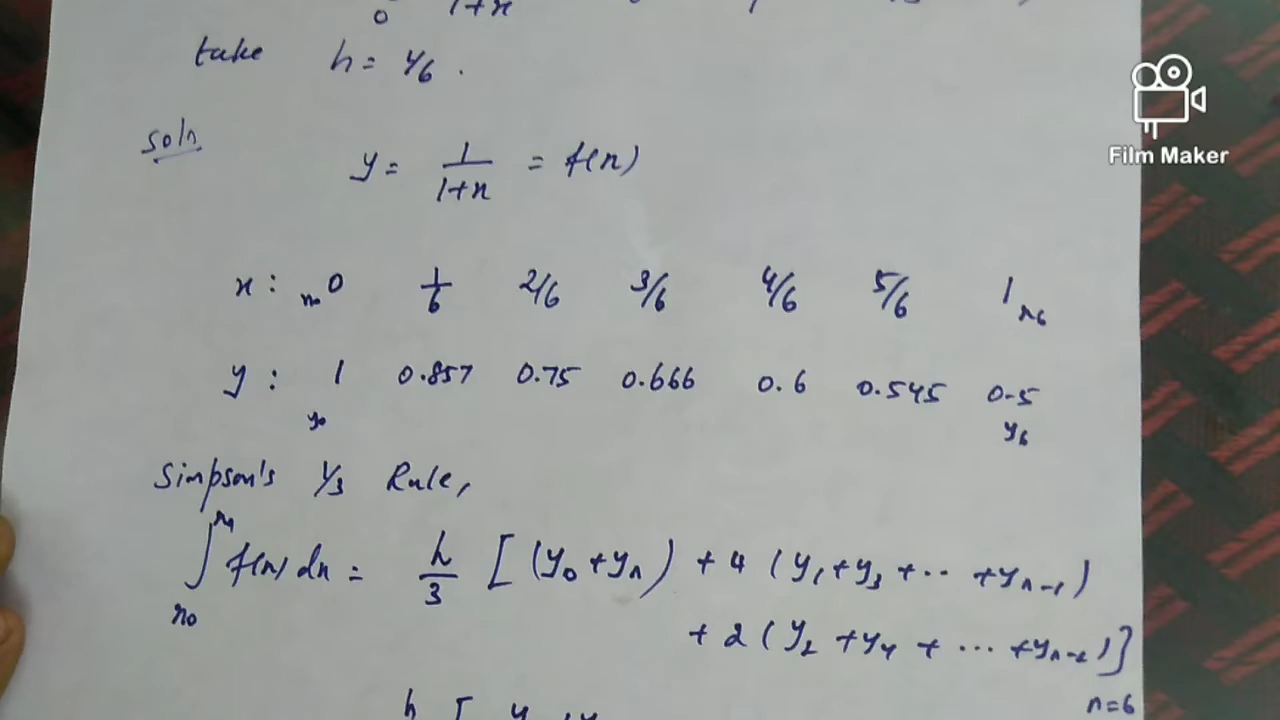 0 1+x
take h = 1/6 .
Soln
y = 1/(1+x) = f(x)
x : x₀ 0 1/6 2/6 3/6 4/6 5/6 1 x₆
y : 1 0.857 0.75 0.666 0.6 0.545 0.5
y₀ y₆
Simpson's 1/3 Rule,
∫ₓ₀^xₙ f(x) dx = h/3 [ (y₀ + yₙ) + 4 (y₁ + y₃ + ... + yₙ₋₁)
+ 2 (y₂ + y₄ + ... + yₙ₋₂) ]
n=6
h [
Film Maker